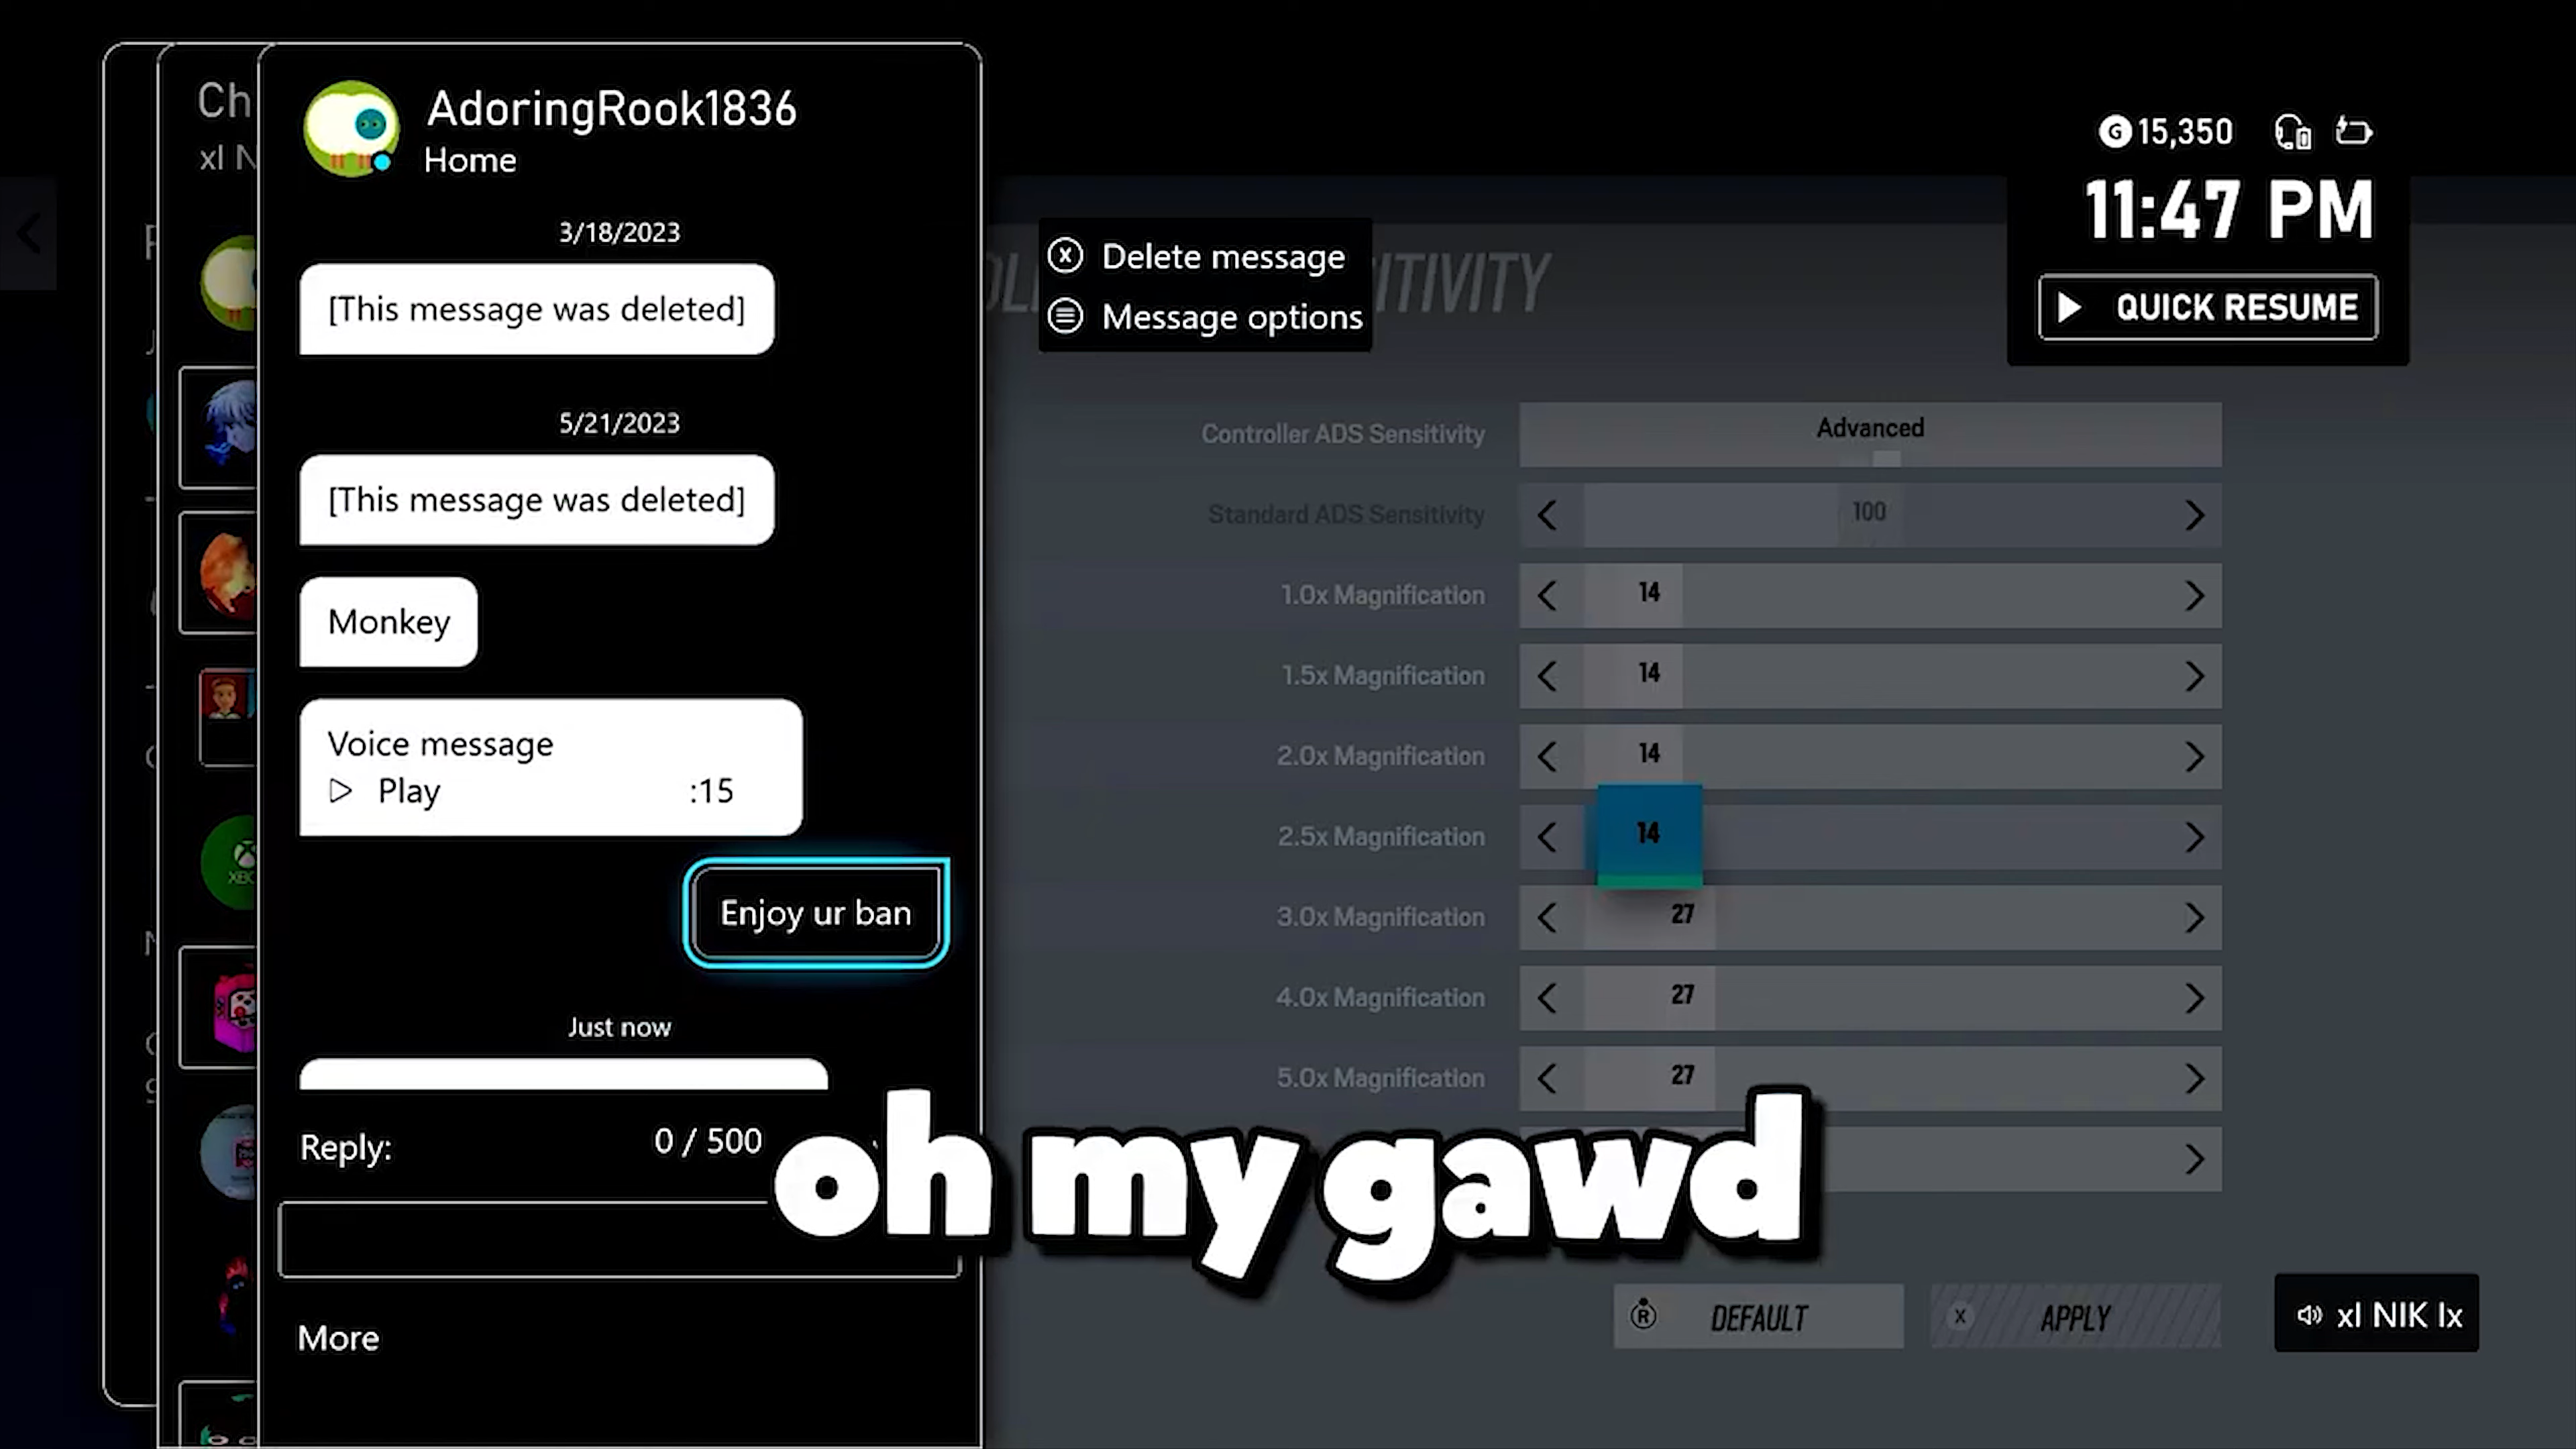 Ch
xl N
AdoringRook1836
Home
3/18/2023
[This message was deleted]
5/21/2023
[This message was deleted]
Monkey
Voice message
Play :15
Enjoy ur ban
Just now
Reply: 0 / 500
More
Delete message
Message options
ITIVITY
G 15,350
11:47 PM
QUICK RESUME
Controller ADS Sensitivity Advanced
Standard ADS Sensitivity 100
1.0x Magnification 14
1.5x Magnification 14
2.0x Magnification 14
2.5x Magnification 14
3.0x Magnification 27
4.0x Magnification 27
5.0x Magnification 27
oh my gawd
R DEFAULT
X APPLY
xl NIK lx